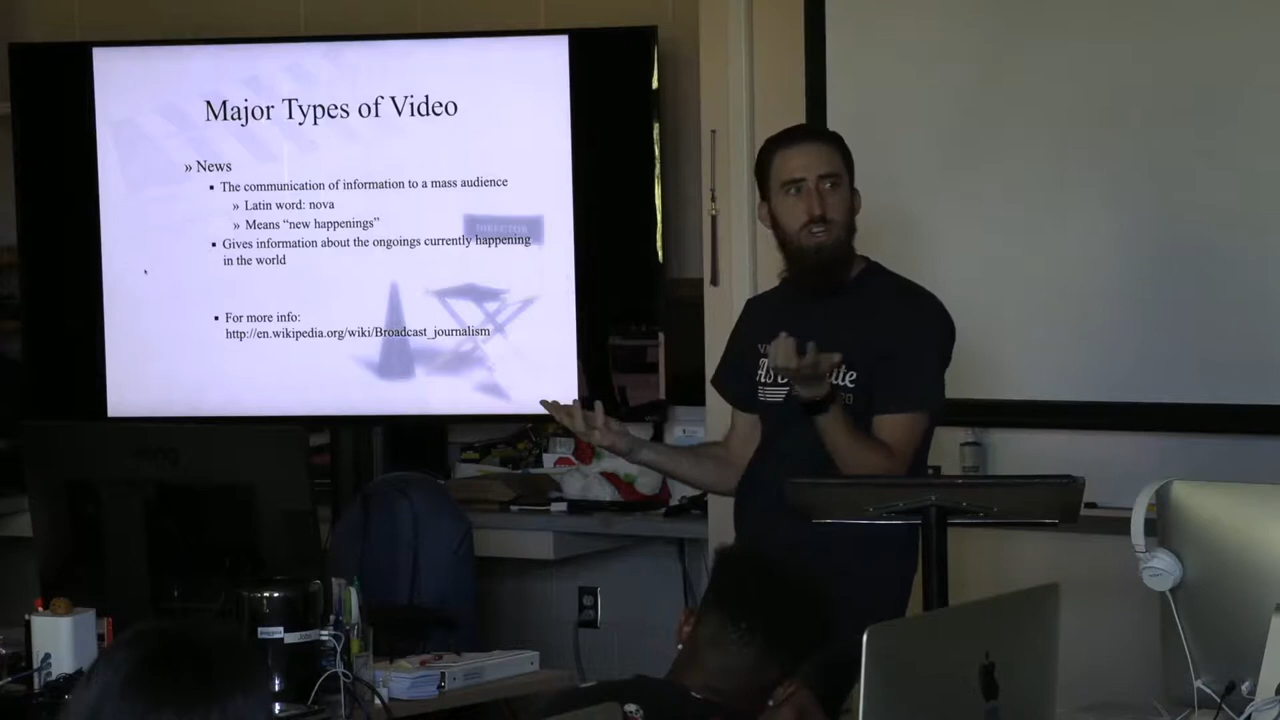 Major Types of Video
» News
▪ The communication of information to a mass audience
» Latin word: nova
» Means “new happenings”
DIRECTOR
▪ Gives information about the ongoings currently happening
in the world
▪ For more info:
http://en.wikipedia.org/wiki/Broadcast_journalism